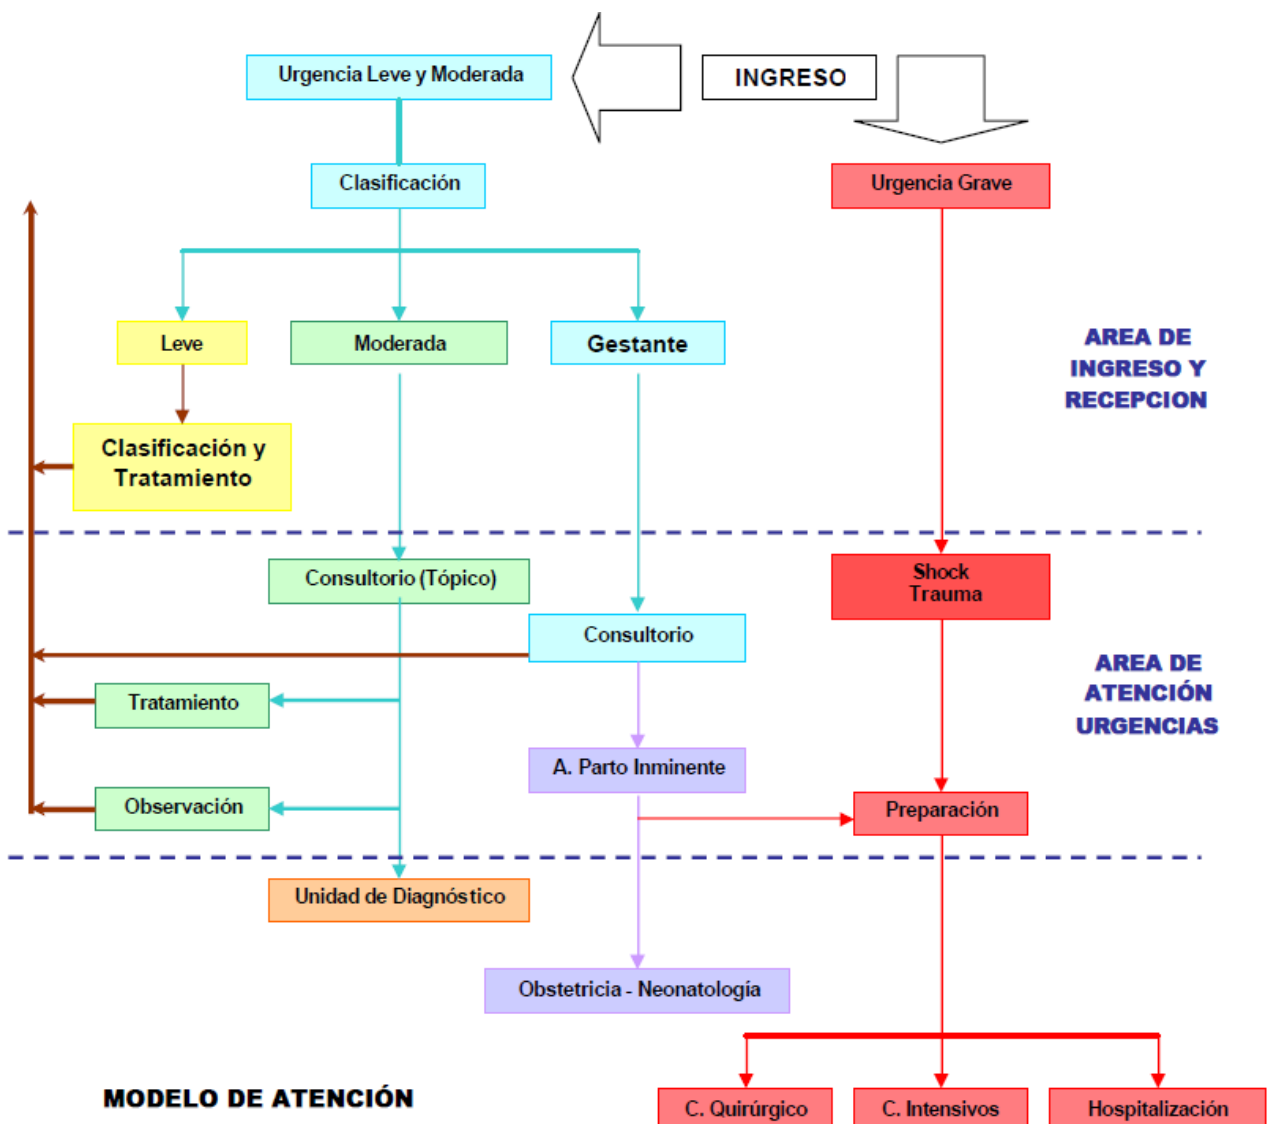 Urgencia Leve y Moderada
INGRESO
Clasificación
Urgencia Grave
Leve
Moderada
Gestante
AREA DE
INGRESO Y
RECEPCION
Clasificación y
Tratamiento
Consultorio (Tópico)
Shock
Trauma
Consultorio
AREA DE
ATENCIÓN
URGENCIAS
Tratamiento
A. Parto Inminente
Observación
Preparación
Unidad de Diagnóstico
Obstetricia - Neonatología
MODELO DE ATENCIÓN
C. Quirúrgico
C. Intensivos
Hospitalización